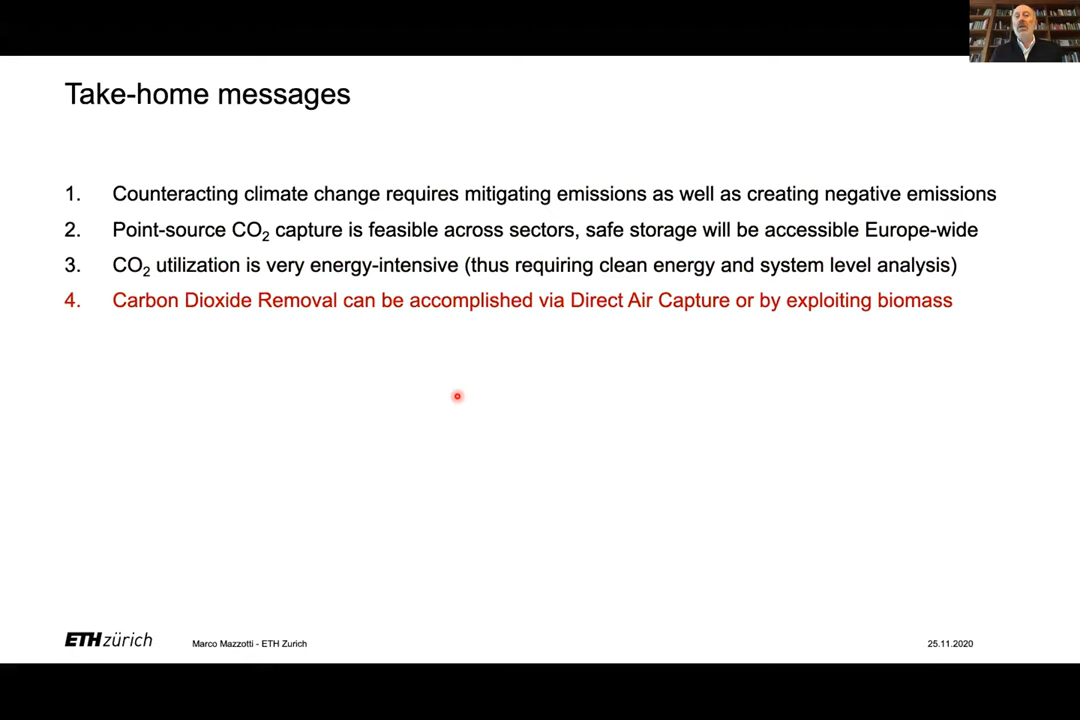 Take-home messages
1. Counteracting climate change requires mitigating emissions as well as creating negative emissions
2. Point-source CO₂ capture is feasible across sectors, safe storage will be accessible Europe-wide
3. CO₂ utilization is very energy-intensive (thus requiring clean energy and system level analysis)
4. Carbon Dioxide Removal can be accomplished via Direct Air Capture or by exploiting biomass
ETH zürich Marco Mazzotti - ETH Zurich 25.11.2020